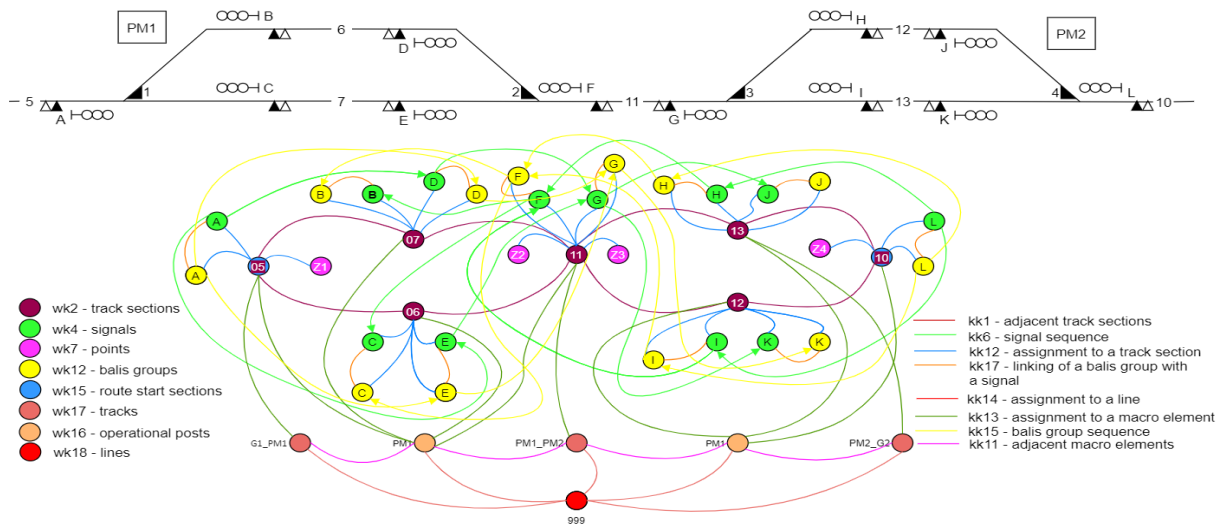 PM1
B
6
D
H
12
J
PM2
5
A
1
C
7
E
2
F
11
G
3
I
13
K
4
L
10
A
B
B
D
D
F
F
G
G
H
H
J
J
L
L
A
05
Z1
07
Z2
11
Z3
13
Z4
10
06
12
C
E
C
E
I
I
K
K
wk2 - track sections
wk4 - signals
wk7 - points
wk12 - balis groups
wk15 - route start sections
wk17 - tracks
wk16 - operational posts
wk18 - lines
kk1 - adjacent track sections
kk6 - signal sequence
kk12 - assignment to a track section
kk17 - linking of a balis group with
a signal
kk14 - assignment to a line
kk13 - assignment to a macro element
kk15 - balis group sequence
kk11 - adjacent macro elements
G1_PM1
PM1
PM1_PM2
PM1
PM2_G2
999